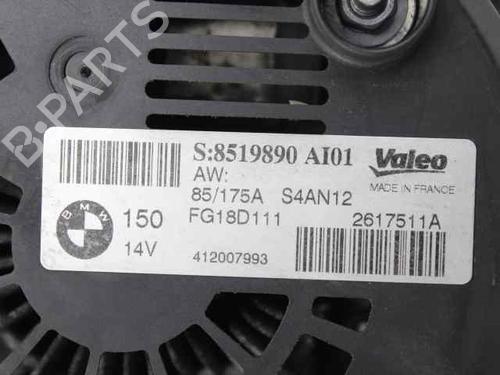 B-PARTS
S:8519890 AI01
Valeo
AW:
MADE IN FRANCE
85/175A S4AN12
BMW
150
FG18D111
2617511A
14V
412007993